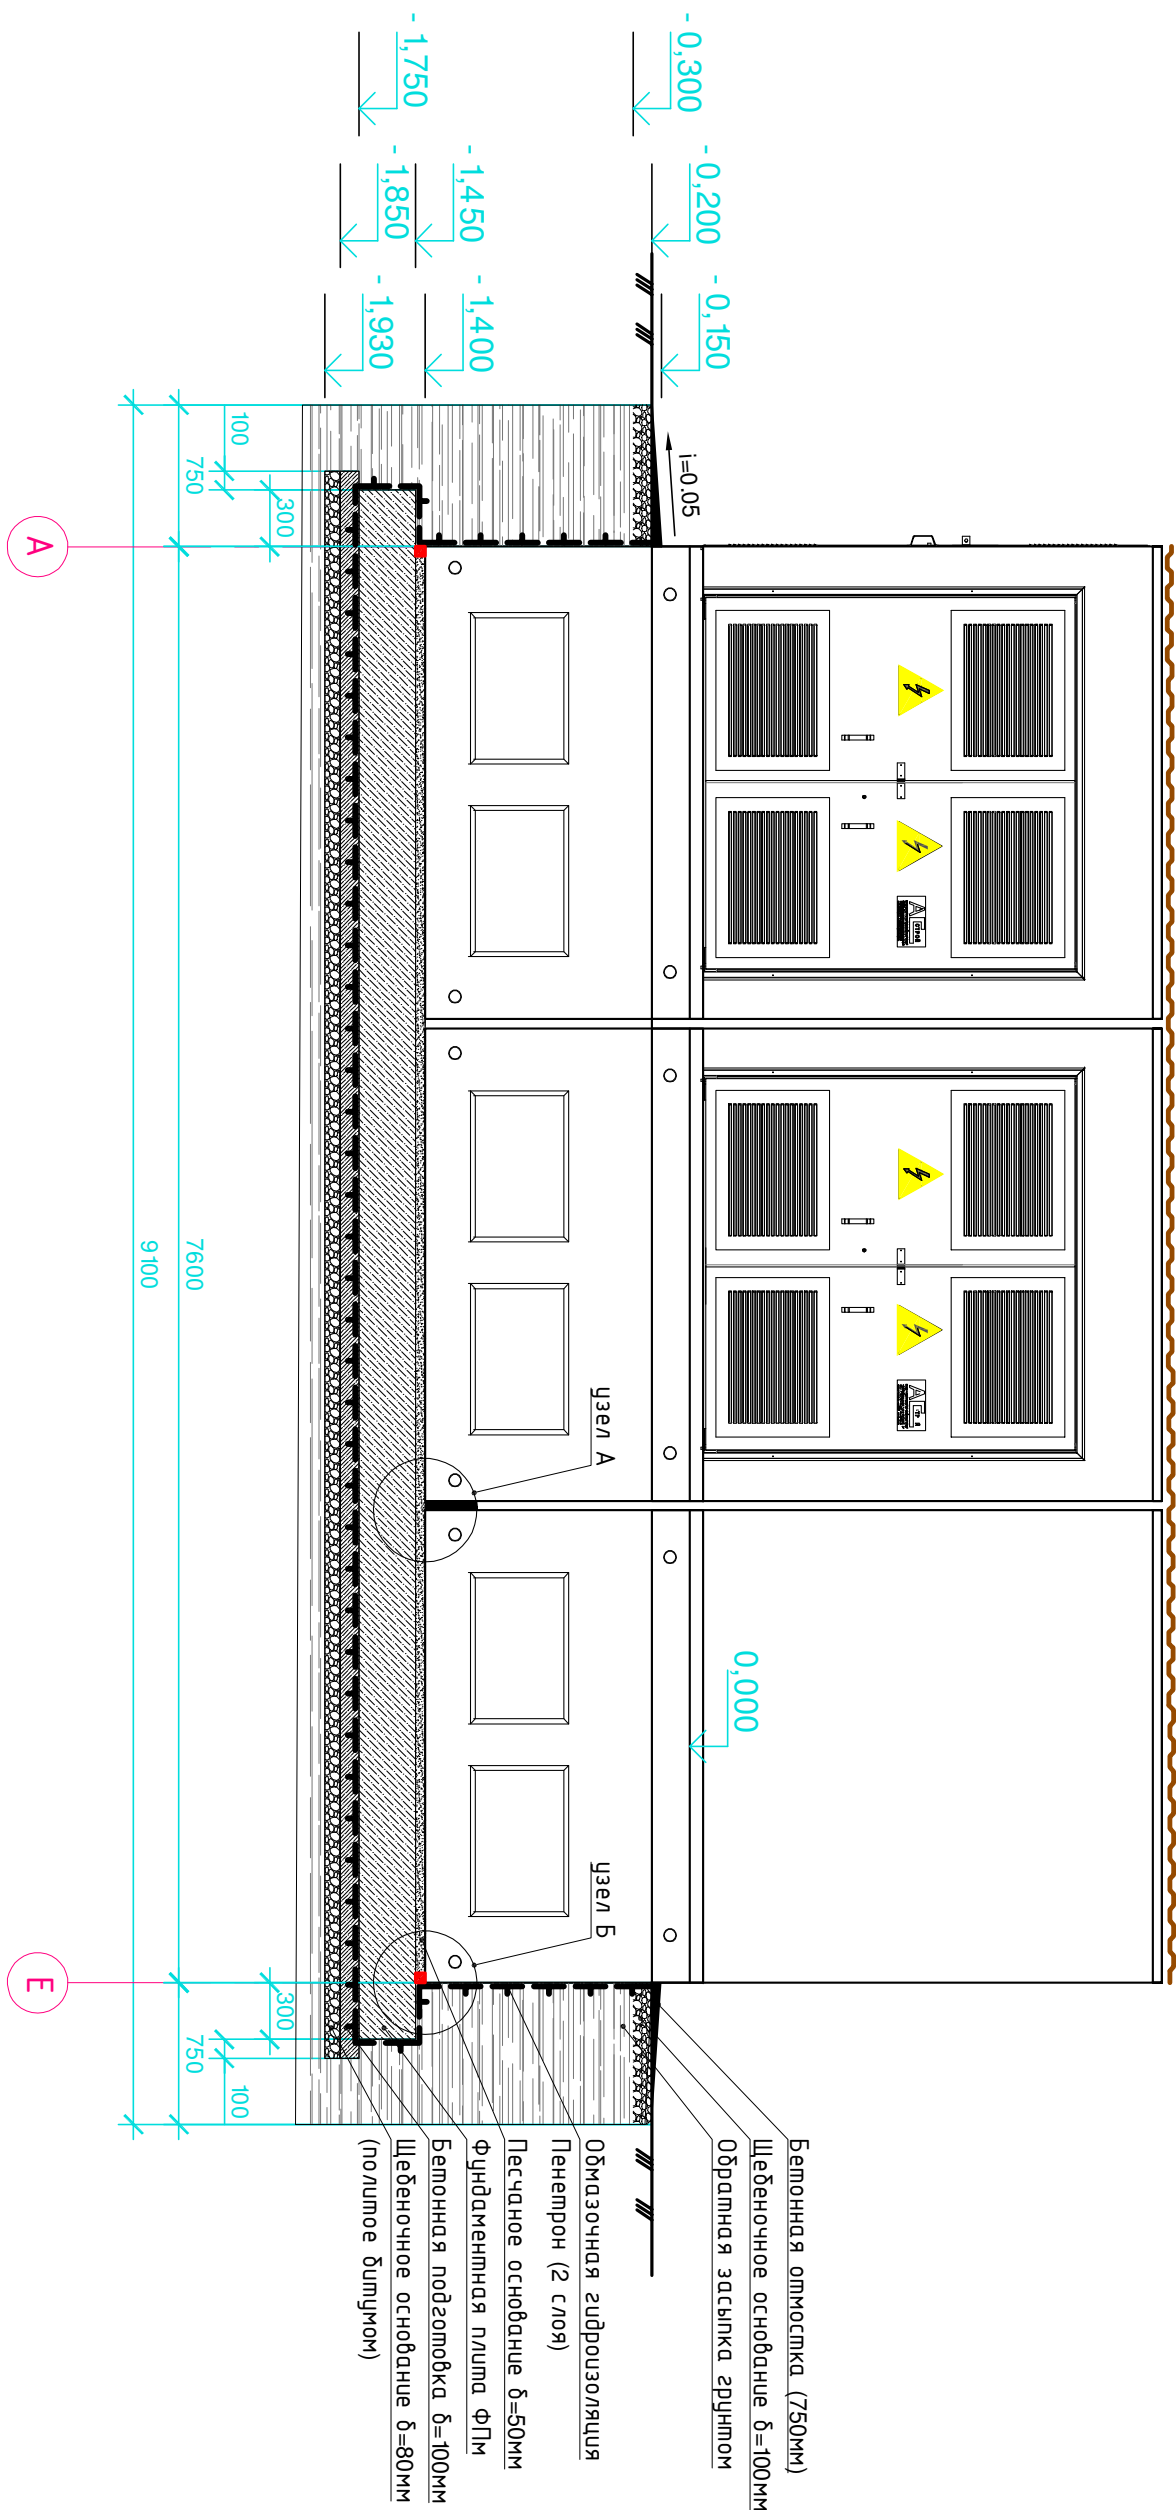 -0,300
-0,200
-0,150
-1,750
-1,450
-1,400
-1,850
-1,930
i=0.05
0,000
узел А
узел Б
СТРОЙ
Бетонная отмостка (750мм)
Щебеночное основание δ=100мм
Обратная засыпка грунтом
Обмазочная гидроизоляция
Пенетрон (2 слоя)
Песчаное основание δ=50мм
Фундаментная плита ФПм
Бетонная подготовка δ=100мм
Щебеночное основание δ=80мм
(политое битумом)
300
300
100
100
750
7600
750
9100
А
Е